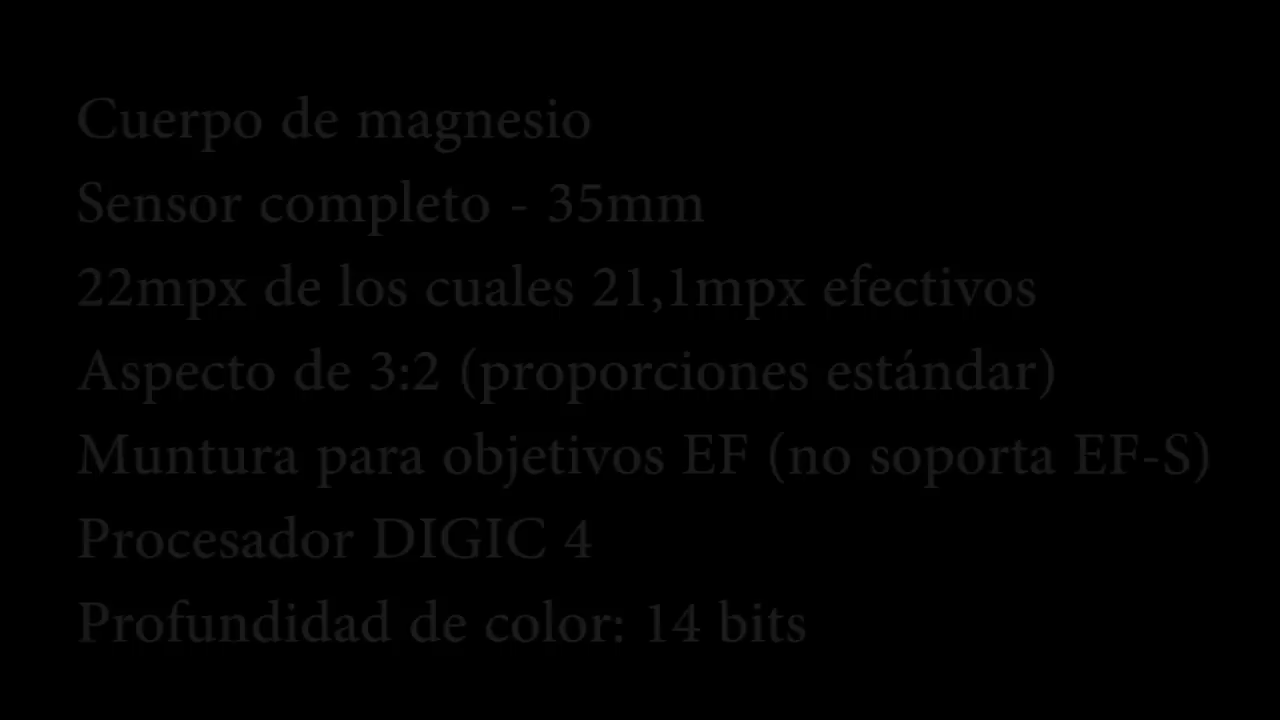 Cuerpo de magnesio
Sensor completo - 35mm
22mpx de los cuales 21,1mpx efectivos
Aspecto de 3:2 (proporciones estándar)
Muntura para objetivos EF (no soporta EF-S)
Procesador DIGIC 4
Profundidad de color: 14 bits